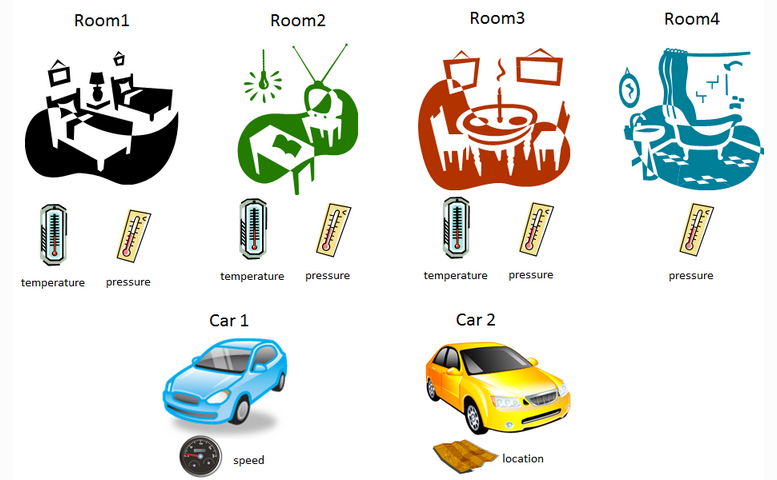 Room1
Room2
Room3
Room4
temperature
pressure
temperature
pressure
temperature
pressure
pressure
Car 1
Car 2
speed
location